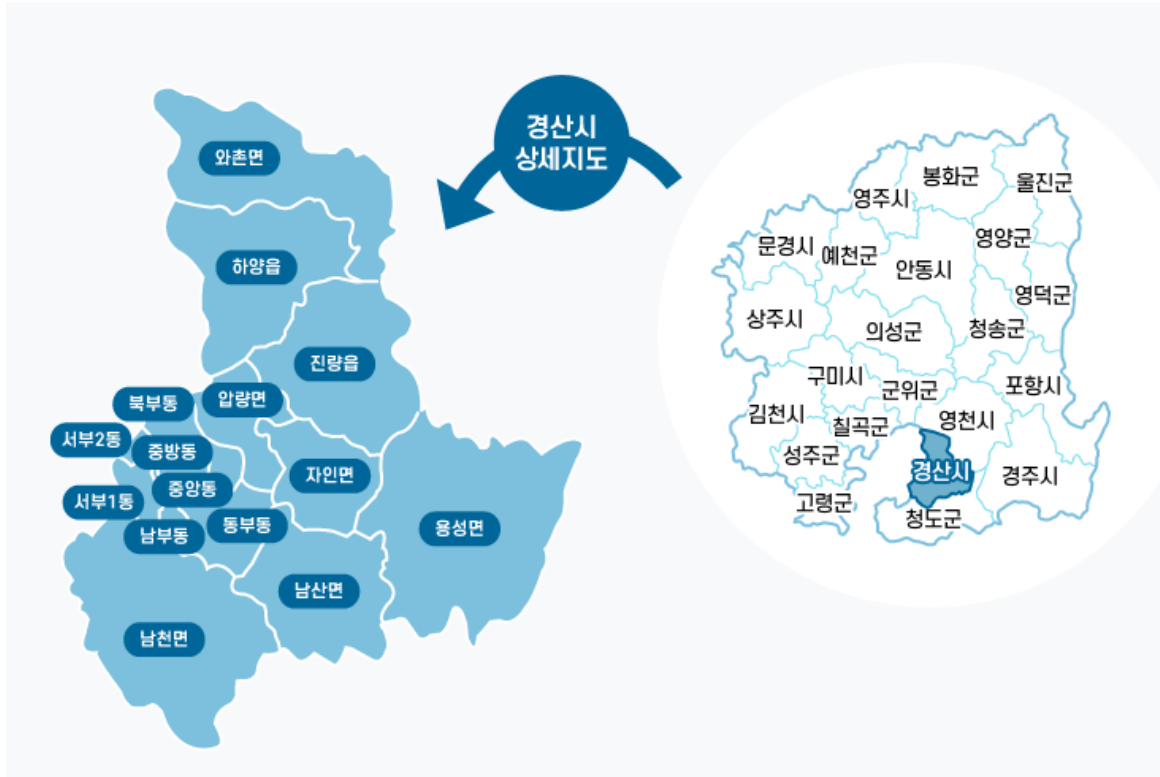 경산시
상세지도
와촌면
하양읍
진량읍
압량면
북부동
서부2동
중방동
자인면
중앙동
서부1동
동부동
남부동
용성면
남산면
남천면
봉화군
울진군
영주시
영양군
문경시
예천군
안동시
영덕군
상주시
의성군
청송군
구미시
군위군
포항시
김천시
칠곡군
영천시
성주군
경산시
경주시
고령군
청도군